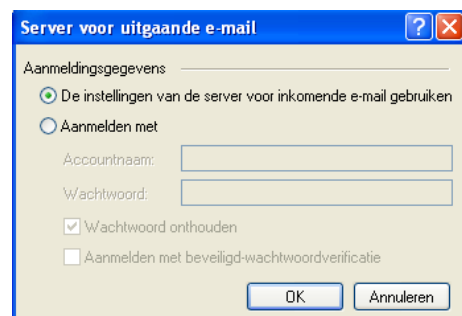 Server voor uitgaande e-mail
Aanmeldingsgegevens
De instellingen van de server voor inkomende e-mail gebruiken
Aanmelden met
Accountnaam:
Wachtwoord:
Wachtwoord onthouden
Aanmelden met beveiligd-wachtwoordverificatie
OK Annuleren